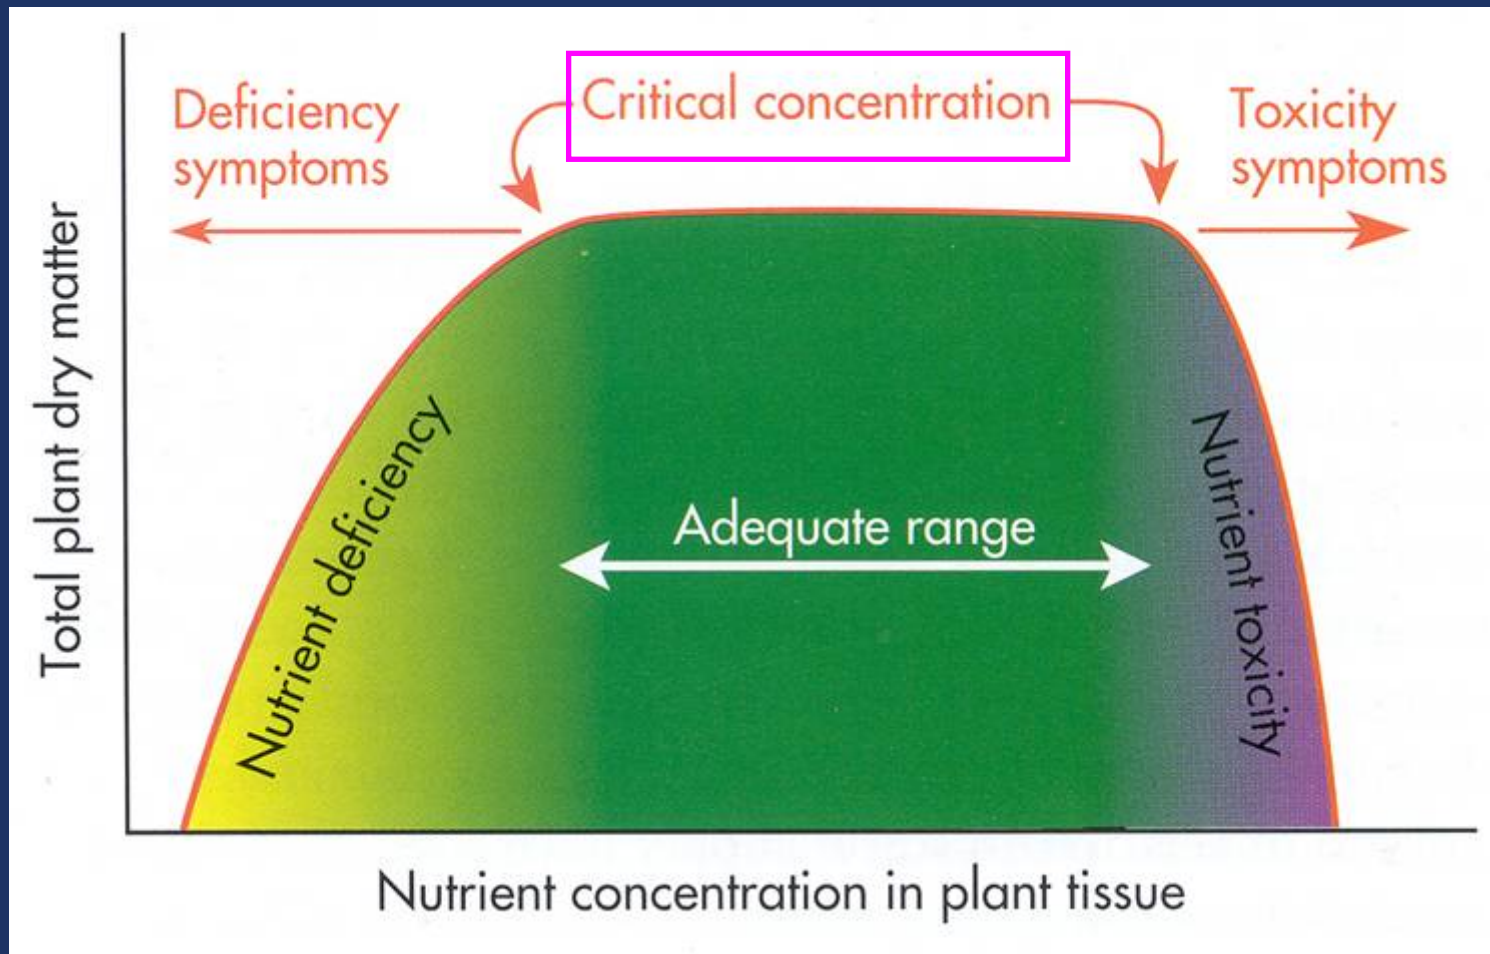 Deficiency
symptoms
Critical concentration
Toxicity
symptoms
Total plant dry matter
Nutrient deficiency
Adequate range
Nutrient toxicity
Nutrient concentration in plant tissue